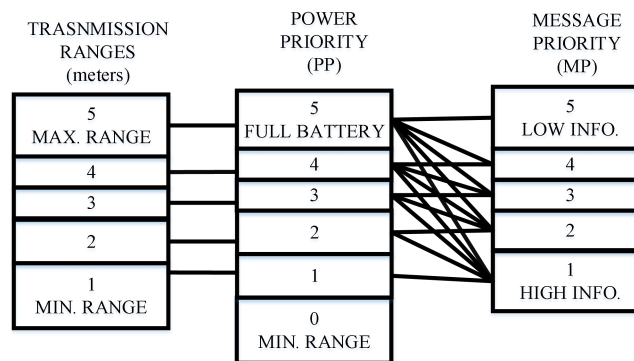 TRASNMISSION
RANGES
(meters)
5
MAX. RANGE
4
3
2
1
MIN. RANGE
POWER
PRIORITY
(PP)
5
FULL BATTERY
4
3
2
1
0
MIN. RANGE
MESSAGE
PRIORITY
(MP)
5
LOW INFO.
4
3
2
1
HIGH INFO.